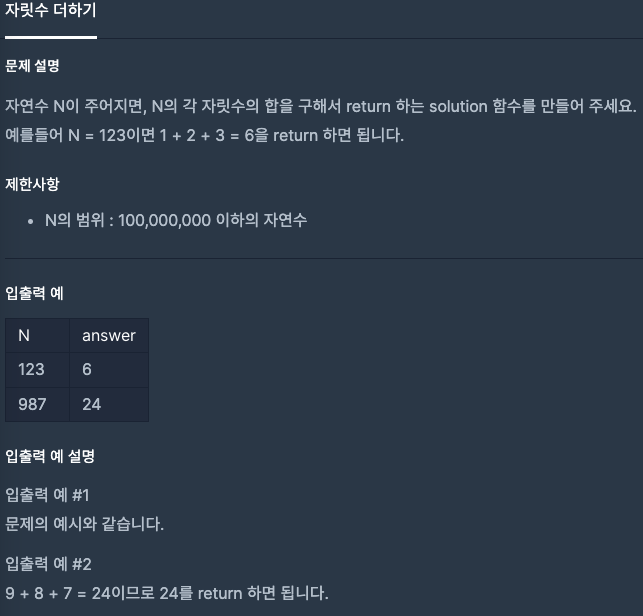 자릿수 더하기
문제 설명
자연수 N이 주어지면, N의 각 자릿수의 합을 구해서 return 하는 solution 함수를 만들어 주세요.
예를들어 N = 123이면 1 + 2 + 3 = 6을 return 하면 됩니다.
제한사항
• N의 범위 : 100,000,000 이하의 자연수
입출력 예
N answer
123 6
987 24
입출력 예 설명
입출력 예 #1
문제의 예시와 같습니다.
입출력 예 #2
9 + 8 + 7 = 24이므로 24를 return 하면 됩니다.